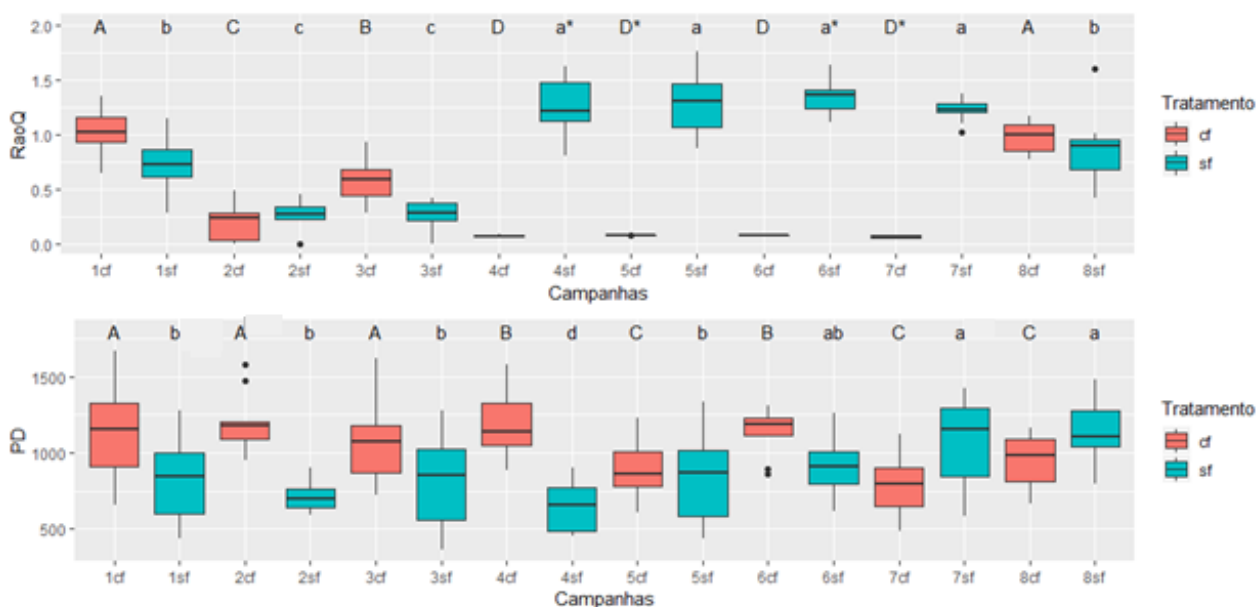 A b C c B c D a* D* a D a* D* a A b
2.0
1.5
1.0
0.5
0.0
RaoQ
1cf 1sf 2cf 2sf 3cf 3sf 4cf 4sf 5cf 5sf 6cf 6sf 7cf 7sf 8cf 8sf
Campanhas
Tratamento
cf
sf
A b A b A b B d C b B ab C a C a
1500
1000
500
PD
1cf 1sf 2cf 2sf 3cf 3sf 4cf 4sf 5cf 5sf 6cf 6sf 7cf 7sf 8cf 8sf
Campanhas
Tratamento
cf
sf